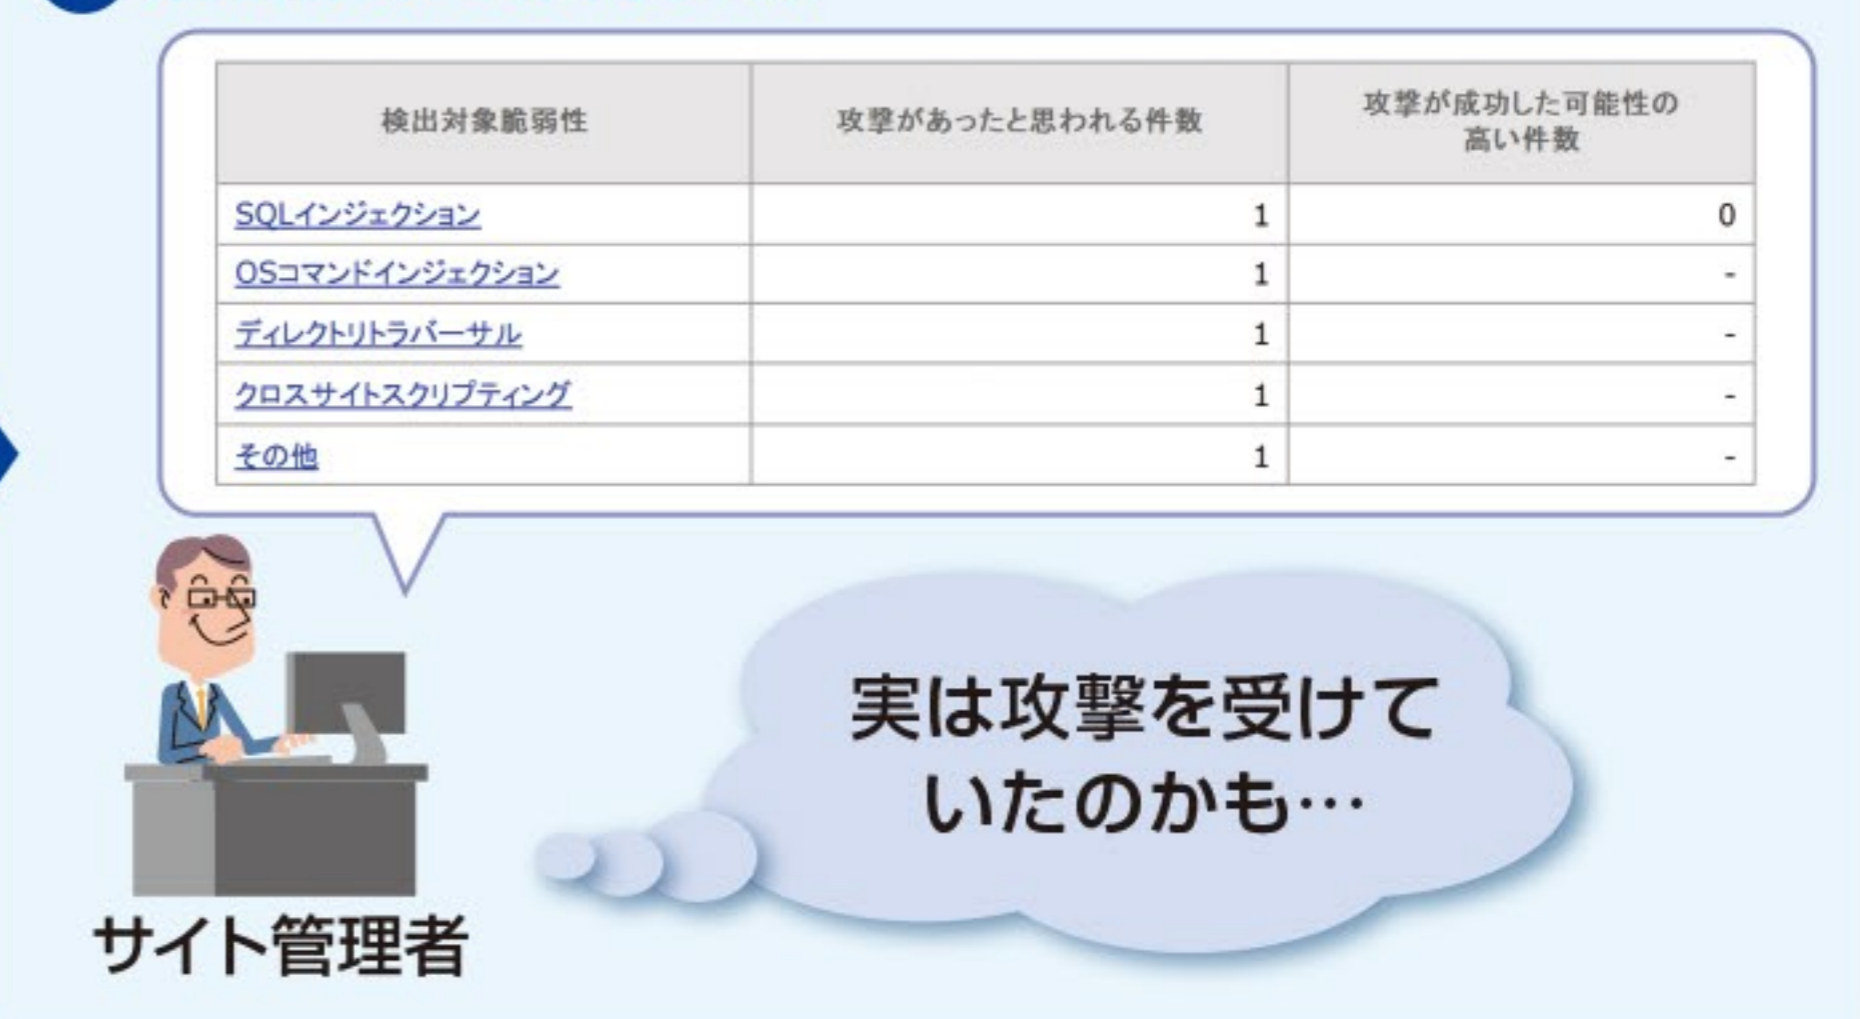 検出対象脆弱性 攻撃があったと思われる件数 攻撃が成功した可能性の
高い件数
SQLインジェクション 1 0
OSコマンドインジェクション 1 -
ディレクトリトラバーサル 1 -
クロスサイトスクリプティング 1 -
その他 1 -
実は攻撃を受けて
いたのかも…
サイト管理者